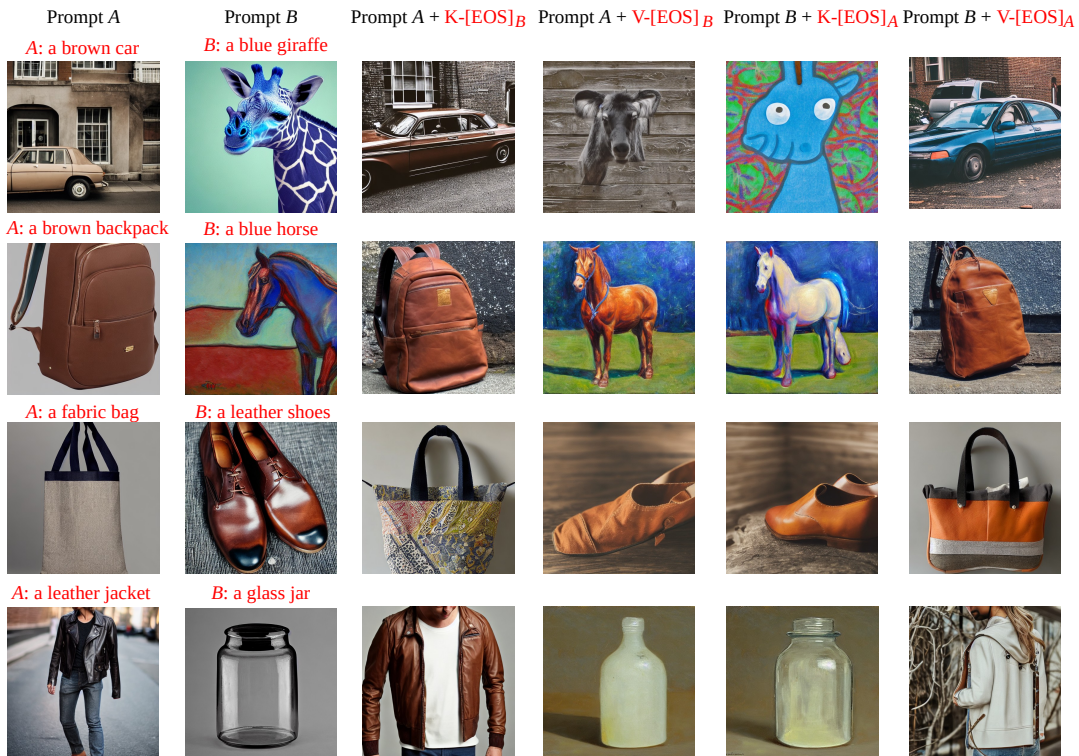 Prompt A
Prompt B
Prompt A + K-[EOS]B
Prompt A + V-[EOS]B
Prompt B + K-[EOS]A
Prompt B + V-[EOS]A
A: a brown car
B: a blue giraffe
A: a brown backpack
B: a blue horse
A: a fabric bag
B: a leather shoes
A: a leather jacket
B: a glass jar